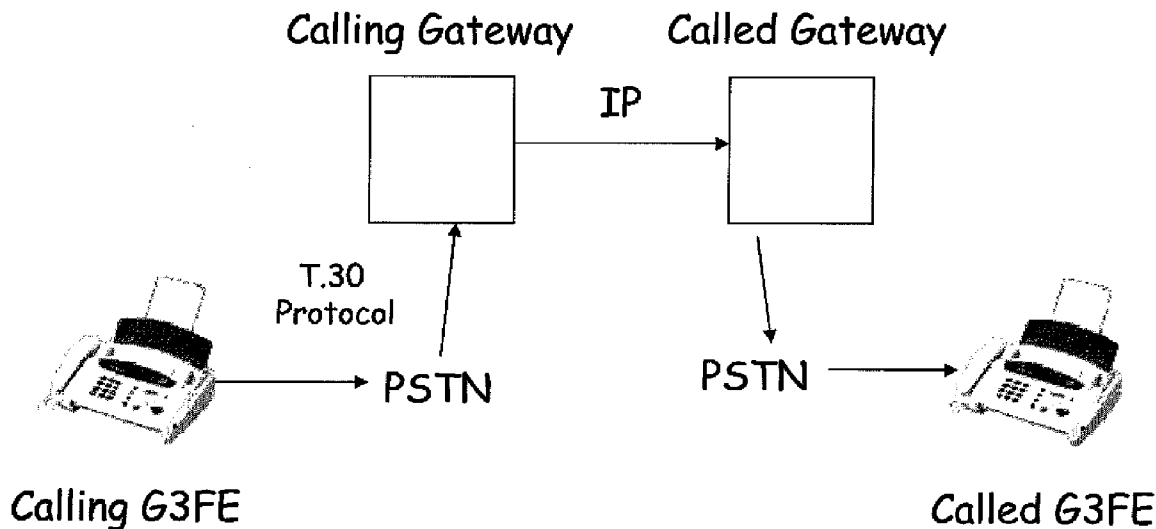 Calling Gateway
Called Gateway
IP
T.30
Protocol
PSTN
PSTN
Calling G3FE
Called G3FE